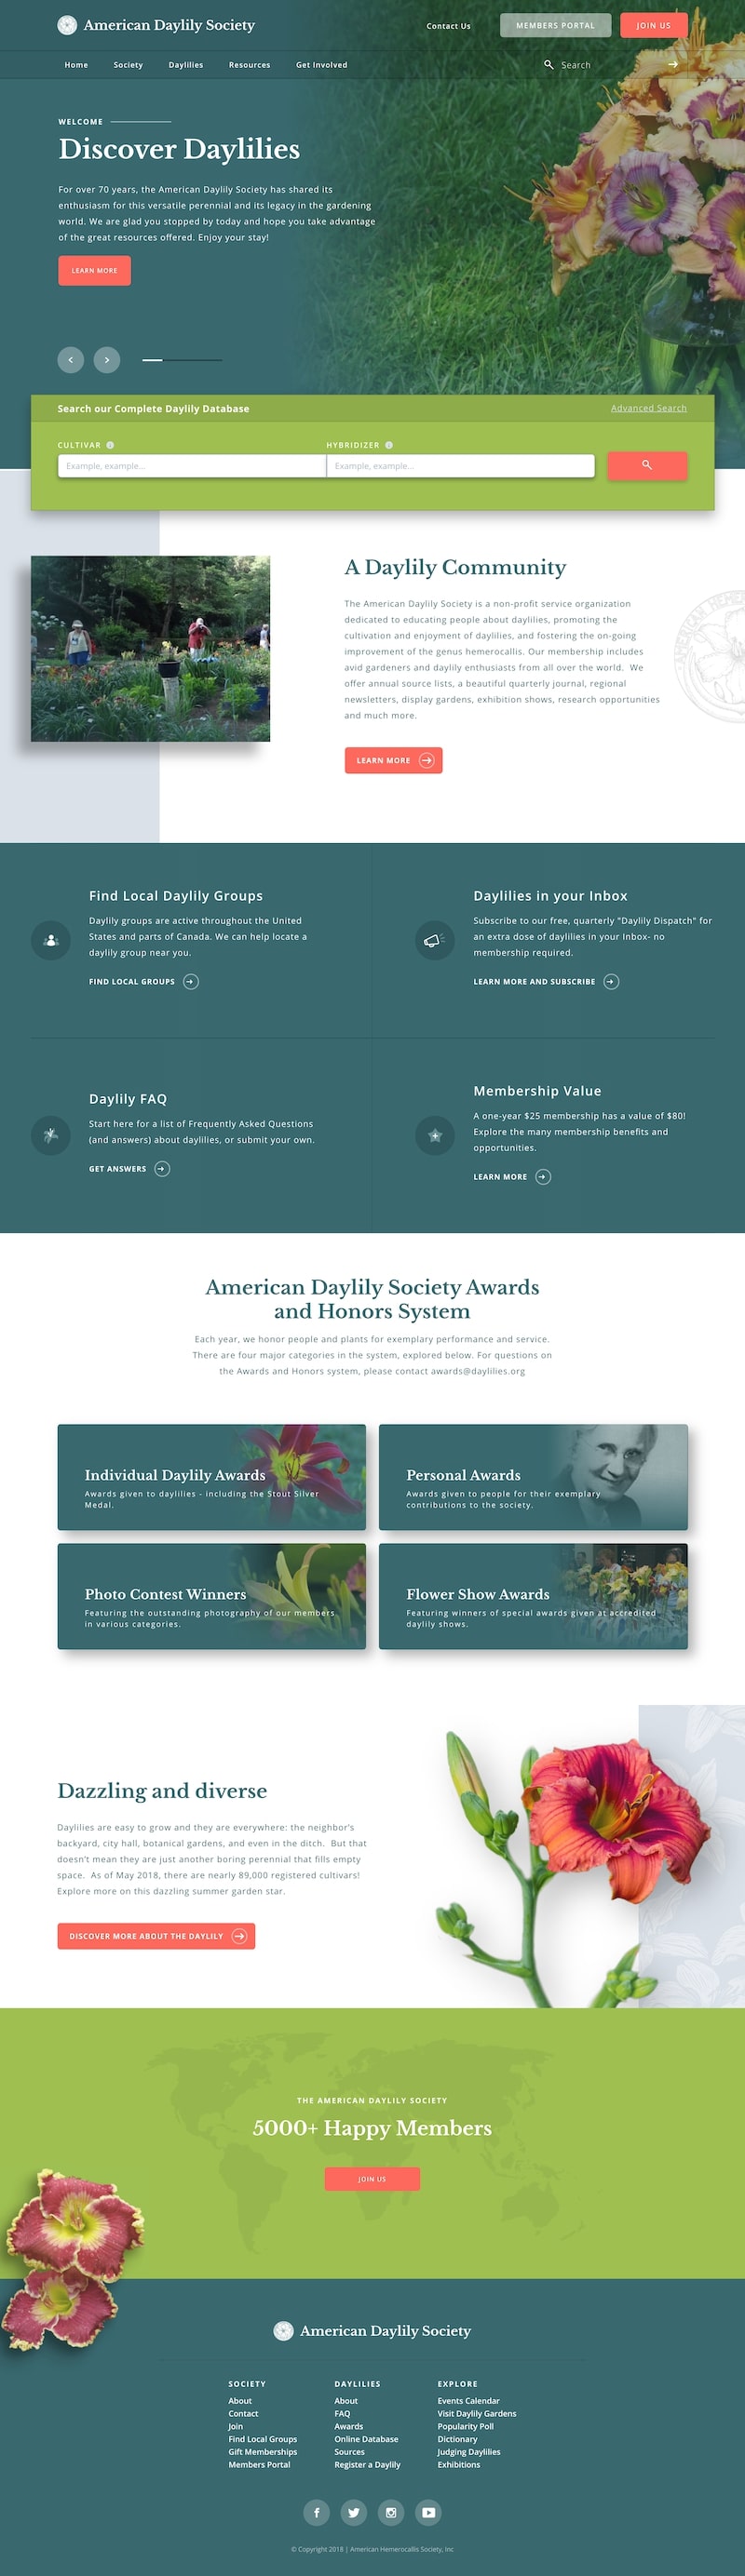 American Daylily Society
Contact Us
MEMBERS PORTAL
JOIN US
Home
Society
Daylilies
Resources
Get Involved
Search
WELCOME
Discover Daylilies
For over 70 years, the American Daylily Society has shared its
enthusiasm for this versatile perennial and its legacy in the gardening
world. We are glad you stopped by today and hope you take advantage
of the great resources offered. Enjoy your stay!
LEARN MORE
Search our Complete Daylily Database
Advanced Search
CULTIVAR
HYBRIDIZER
Example, example...
Example, example...
A Daylily Community
The American Daylily Society is a non-profit service organization
dedicated to educating people about daylilies, promoting the
cultivation and enjoyment of daylilies, and fostering the on-going
improvement of the genus hemerocallis. Our membership includes
avid gardeners and daylily enthusiasts from all over the world. We
offer annual source lists, a beautiful quarterly journal, regional
newsletters, display gardens, exhibition shows, research opportunities
and much more.
LEARN MORE
Find Local Daylily Groups
Daylily groups are active throughout the United
States and parts of Canada. We can help locate a
daylily group near you.
FIND LOCAL GROUPS
Daylilies in your Inbox
Subscribe to our free, quarterly "Daylily Dispatch" for
an extra dose of daylilies in your Inbox- no
membership required.
LEARN MORE AND SUBSCRIBE
Daylily FAQ
Start here for a list of Frequently Asked Questions
(and answers) about daylilies, or submit your own.
GET ANSWERS
Membership Value
A one-year $25 membership has a value of $80!
Explore the many membership benefits and
opportunities.
LEARN MORE
American Daylily Society Awards
and Honors System
Each year, we honor people and plants for exemplary performance and service.
There are four major categories in the system, explored below. For questions on
the Awards and Honors system, please contact awards@daylilies.org
Individual Daylily Awards
Awards given to daylilies - including the Stout Silver
Medal.
Personal Awards
Awards given to people for their exemplary
contributions to the society.
Photo Contest Winners
Featuring the outstanding photography of our members
in various categories.
Flower Show Awards
Featuring winners of special awards given at accredited
daylily shows.
Dazzling and diverse
Daylilies are easy to grow and they are everywhere: the neighbor's
backyard, city hall, botanical gardens, and even in the ditch. But that
doesn't mean they are just another boring perennial that fills empty
space. As of May 2018, there are nearly 89,000 registered cultivars!
Explore more on this dazzling summer garden star.
DISCOVER MORE ABOUT THE DAYLILY
THE AMERICAN DAYLILY SOCIETY
5000+ Happy Members
JOIN US
American Daylily Society
SOCIETY
About
Contact
Join
Find Local Groups
Gift Memberships
Members Portal
DAYLILIES
About
FAQ
Awards
Online Database
Sources
Register a Daylily
EXPLORE
Events Calendar
Visit Daylily Gardens
Popularity Poll
Dictionary
Judging Daylilies
Exhibitions
© Copyright 2018 | American Hemerocallis Society, Inc